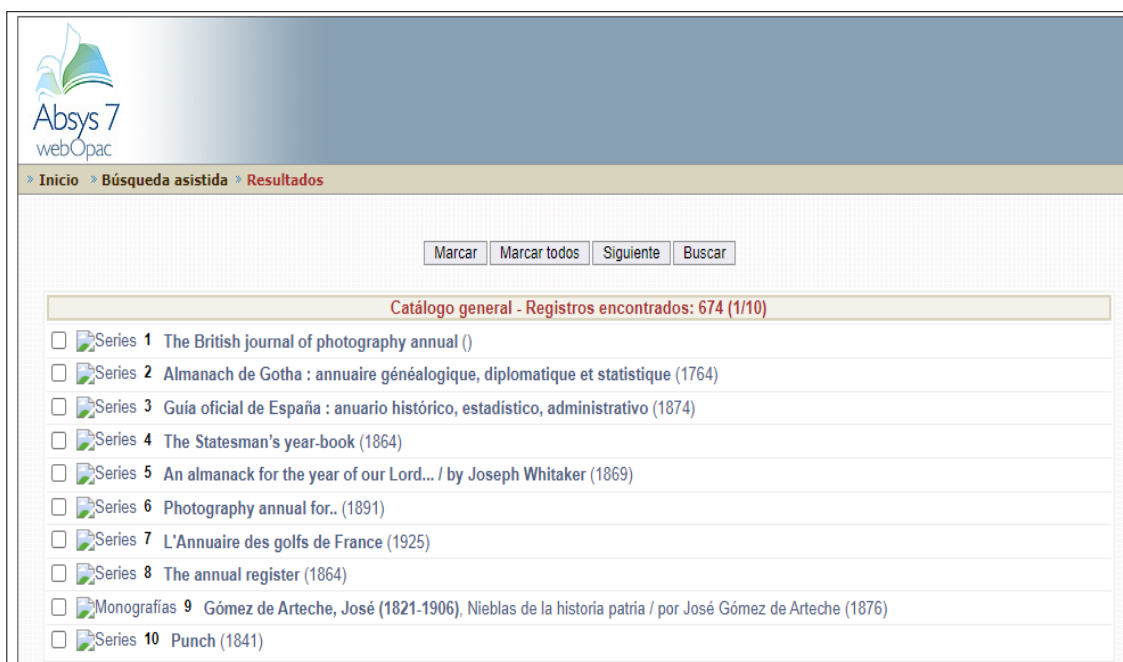 Absys 7
webOpac
» Inicio » Búsqueda asistida » Resultados
Marcar Marcar todos Siguiente Buscar
Catálogo general - Registros encontrados: 674 (1/10)
Series 1 The British journal of photography annual ()
Series 2 Almanach de Gotha : annuaire généalogique, diplomatique et statistique (1764)
Series 3 Guía oficial de España : anuario histórico, estadístico, administrativo (1874)
Series 4 The Statesman's year-book (1864)
Series 5 An almanack for the year of our Lord... / by Joseph Whitaker (1869)
Series 6 Photography annual for.. (1891)
Series 7 L'Annuaire des golfs de France (1925)
Series 8 The annual register (1864)
Monografías 9 Gómez de Arteche, José (1821-1906), Nieblas de la historia patria / por José Gómez de Arteche (1876)
Series 10 Punch (1841)